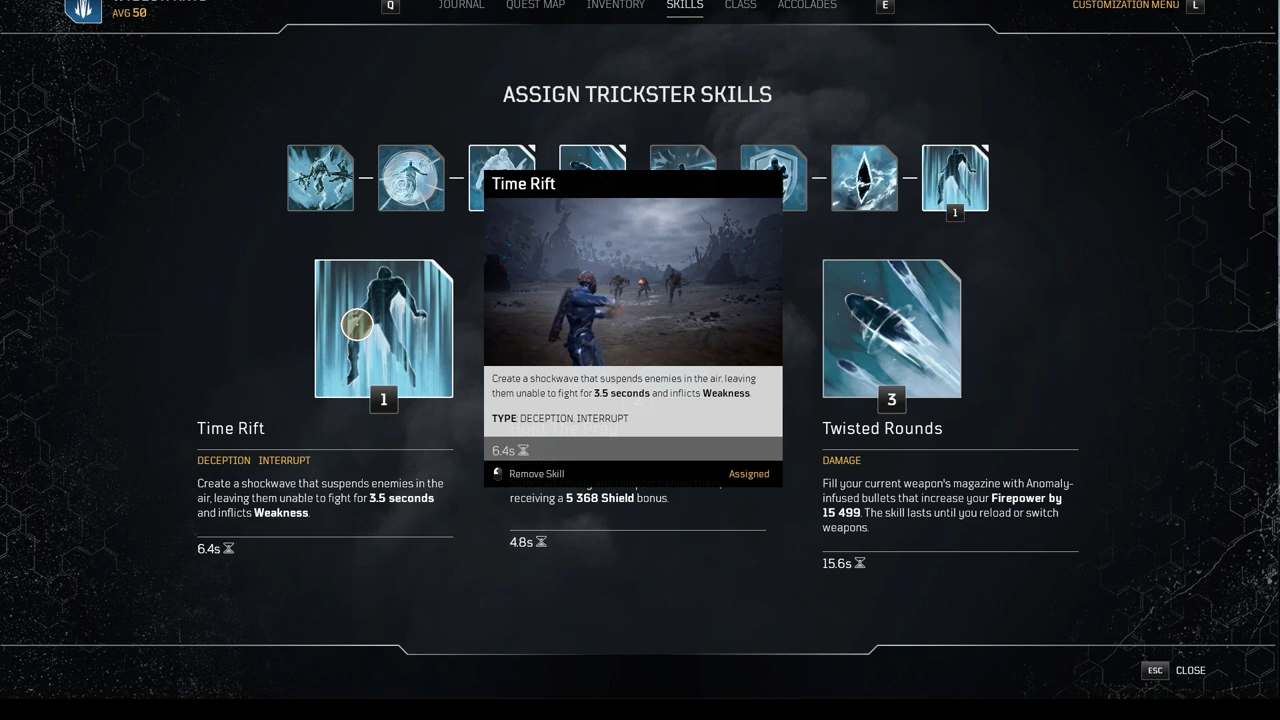 AVG 50
Q
JOURNAL
QUEST MAP
INVENTORY
SKILLS
CLASS
ACCOLADES
E
CUSTOMIZATION MENU L
ASSIGN TRICKSTER SKILLS
1
Time Rift
Create a shockwave that suspends enemies in the air, leaving
them unable to fight for 3.5 seconds and inflicts Weakness.
TYPE: DECEPTION, INTERRUPT
6.4s
Remove Skill
Assigned
1
Time Rift
DECEPTION INTERRUPT
Create a shockwave that suspends enemies in the
air, leaving them unable to fight for 3.5 seconds
and inflicts Weakness.
6.4s
receiving a 5 368 Shield bonus.
4.8s
3
Twisted Rounds
DAMAGE
Fill your current weapon's magazine with Anomaly-
infused bullets that increase your Firepower by
15 499. The skill lasts until you reload or switch
weapons.
15.6s
ESC CLOSE